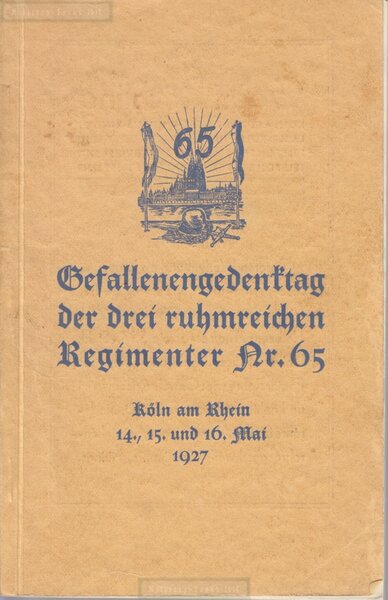 65
Gefallenengedenktag
der drei ruhmreichen
Regimenter Nr. 65
Köln am Rhein
14., 15. und 16. Mai
1927